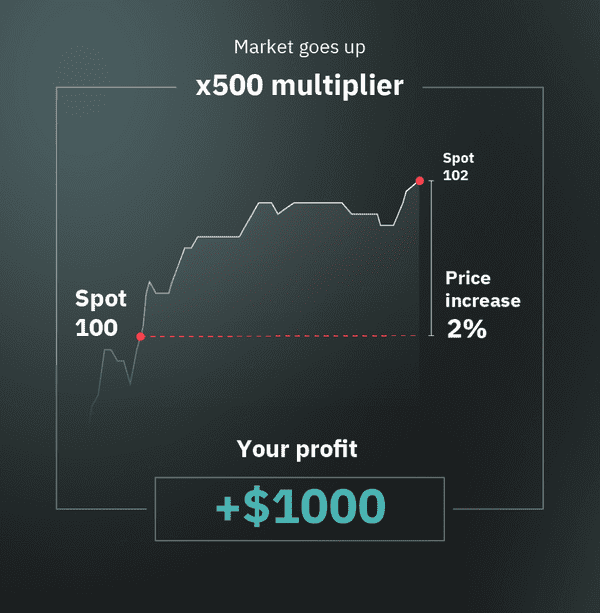 Market goes up
x500 multiplier
Spot
102
Spot
100
Price
increase
2%
Your profit
+$1000